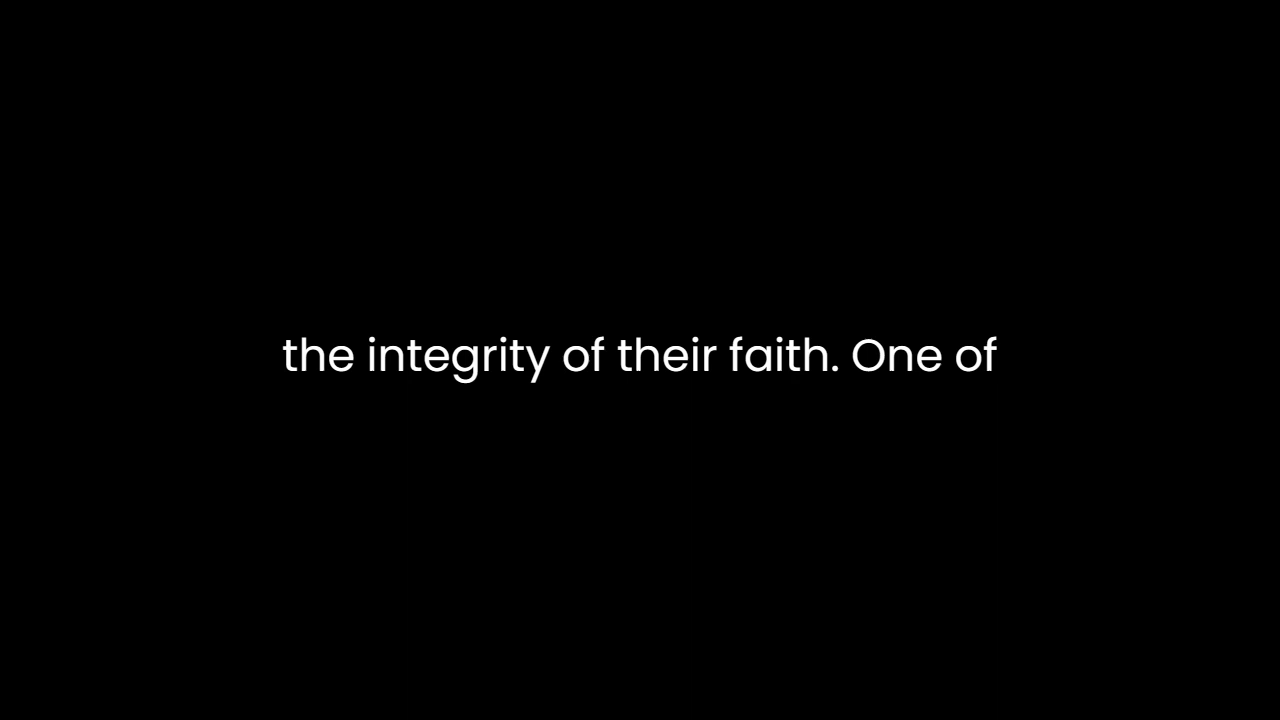 the integrity of their faith. One of